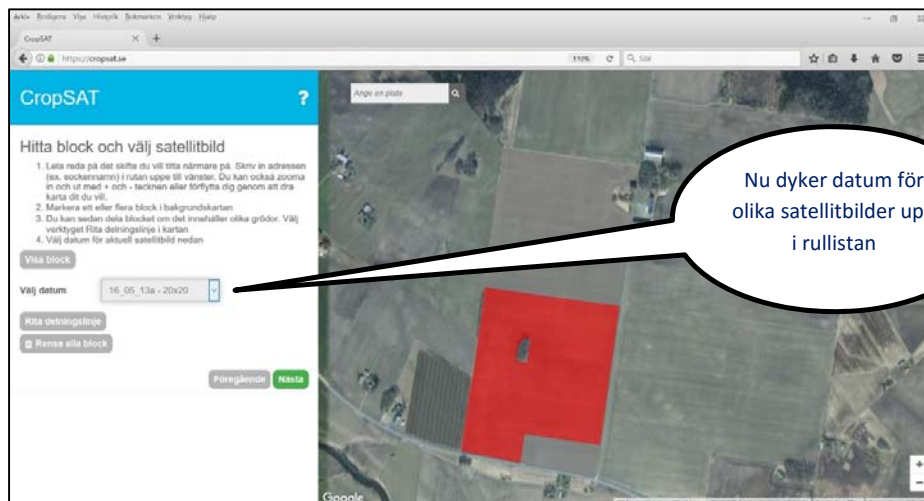 Arkiv Redigera Visa Historik Bokmärken Verktyg Hjälp
CropSAT
https://cropsat.se
110%
Sök
CropSAT ?
Ange en plats
Hitta block och välj satellitbild
1. Leta reda på det skifte du vill titta närmare på. Skriv in adressen
(ex. sockennamn) i rutan uppe till vänster. Du kan också zooma
in och ut med + och - tecknen eller förflytta dig genom att dra
karta dit du vill.
2. Markera ett eller flera block i bakgrundskartan
3. Du kan sedan dela blocket om det innehåller olika grödor. Välj
verktyget Rita delningslinje i kartan
4. Välj datum för aktuell satellitbild nedan
Visa block
Välj datum 16_05_13a - 20x20
Rita delningslinje
Rensa alla block
Föregående Nästa
Nu dyker datum för
olika satellitbilder up
i rullistan
Google